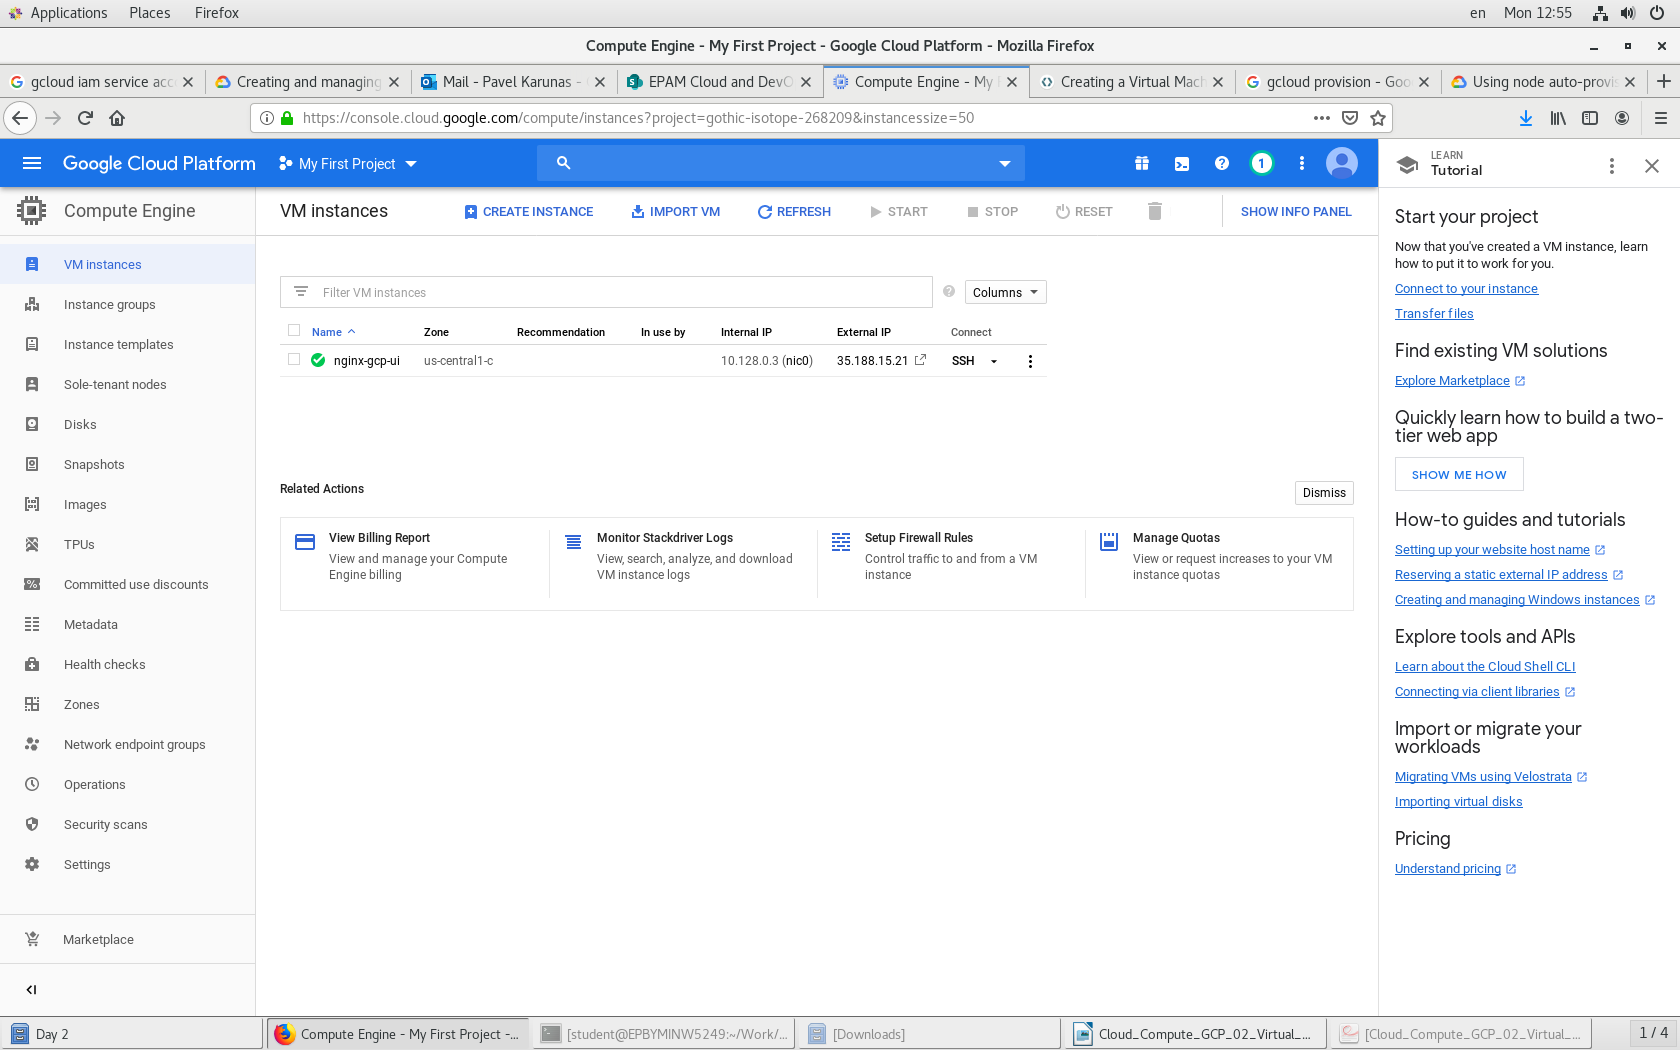 Applications Places Firefox en Mon 12:55
Compute Engine - My First Project - Google Cloud Platform - Mozilla Firefox
gcloud iam service acc Creating and managing Mail - Pavel Karunas - EPAM Cloud and DevO Compute Engine - My F Creating a Virtual Mach gcloud provision - Goo Using node auto-provis
https://console.cloud.google.com/compute/instances?project=gothic-isotope-268209&instancessize=50
Google Cloud Platform My First Project 1
LEARN
Tutorial
Compute Engine
VM instances CREATE INSTANCE IMPORT VM REFRESH START STOP RESET SHOW INFO PANEL
VM instances
Instance groups
Instance templates
Sole-tenant nodes
Disks
Snapshots
Images
TPUs
Committed use discounts
Metadata
Health checks
Zones
Network endpoint groups
Operations
Security scans
Settings
Marketplace
Filter VM instances Columns
Name Zone Recommendation In use by Internal IP External IP Connect
nginx-gcp-ui us-central1-c 10.128.0.3 (nic0) 35.188.15.21 SSH
Related Actions Dismiss
View Billing Report
View and manage your Compute
Engine billing
Monitor Stackdriver Logs
View, search, analyze, and download
VM instance logs
Setup Firewall Rules
Control traffic to and from a VM
instance
Manage Quotas
View or request increases to your VM
instance quotas
Start your project
Now that you've created a VM instance, learn
how to put it to work for you.
Connect to your instance
Transfer files
Find existing VM solutions
Explore Marketplace
Quickly learn how to build a two-
tier web app
SHOW ME HOW
How-to guides and tutorials
Setting up your website host name
Reserving a static external IP address
Creating and managing Windows instances
Explore tools and APIs
Learn about the Cloud Shell CLI
Connecting via client libraries
Import or migrate your
workloads
Migrating VMs using Velostrata
Importing virtual disks
Pricing
Understand pricing
Day 2 Compute Engine - My First Project -... [student@EPBYMINW5249:~/Work/... [Downloads] Cloud_Compute_GCP_02_Virtual_... [Cloud_Compute_GCP_02_Virtual_... 1 / 4